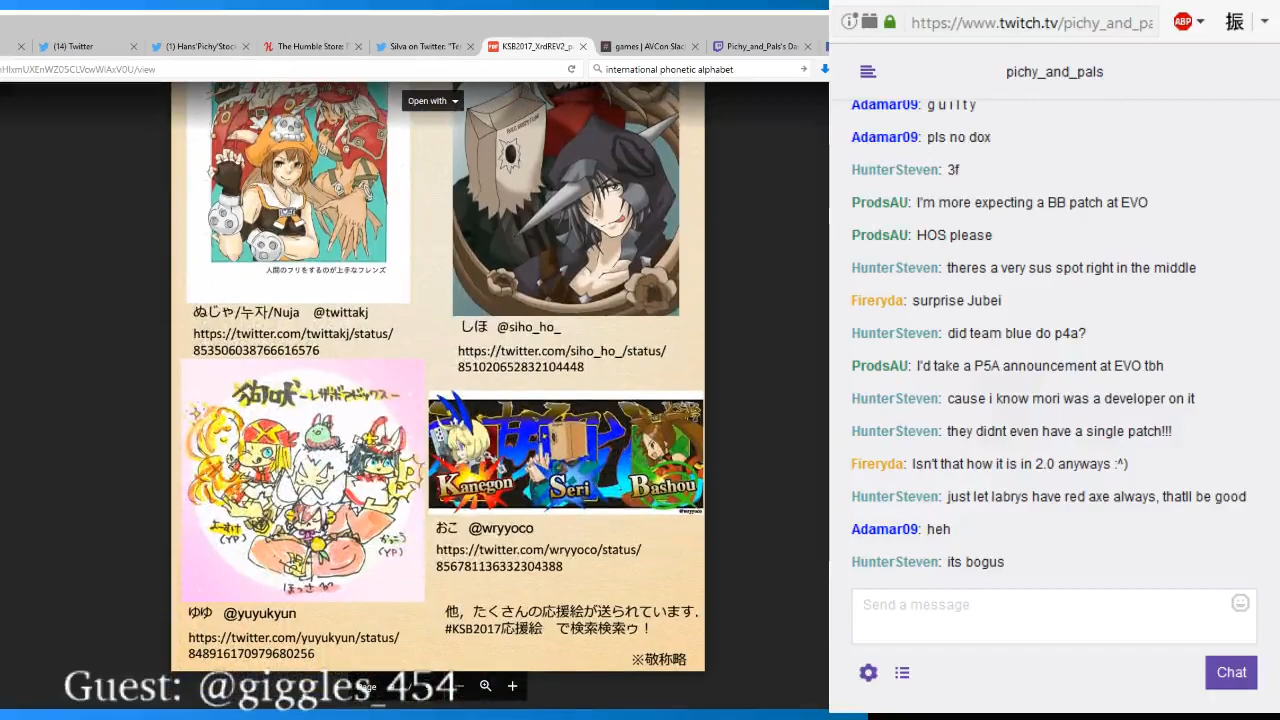 (14) Twitter
(1) Hans'Pichy'Stoc
The Humble Store:
Silva on Twitter: "Te
KSB2017_XrdREV2_p
games | AVCon Slac
Pichy_and_Pals's Da
https://www.twitch.tv/pichy_and_pa
ABP
振
HlxmUXEnWZ05CLVowWiAxV0U/view
international phonetic alphabet
pichy_and_pals
Open with
人間のフリをするのが上手なフレンズ
ぬじゃ/누자/Nuja @twittakj
https://twitter.com/twittakj/status/
853506038766616576
しほ @siho_ho_
https://twitter.com/siho_ho_/status/
851020652832104448
Kanegon
Seri
Bashou
@wryyoco
(YP)
(YP)
おこ @wryyoco
https://twitter.com/wryyoco/status/
856781136332304388
ゆゆ @yuyukyun
https://twitter.com/yuyukyun/status/
848916170979680256
他，たくさんの応援絵が送られています．
#KSB2017応援絵 で検索検索ゥ！
※敬称略
Page
Guest: @giggles_454
Adamar09: g u i l t y
Adamar09: pls no dox
HunterSteven: 3f
ProdsAU: I'm more expecting a BB patch at EVO
ProdsAU: HOS please
HunterSteven: theres a very sus spot right in the middle
Fireryda: surprise Jubei
HunterSteven: did team blue do p4a?
ProdsAU: I'd take a P5A announcement at EVO tbh
HunterSteven: cause i know mori was a developer on it
HunterSteven: they didnt even have a single patch!!!
Fireryda: Isn't that how it is in 2.0 anyways :^)
HunterSteven: just let labrys have red axe always, thatll be good
Adamar09: heh
HunterSteven: its bogus
Send a message
Chat